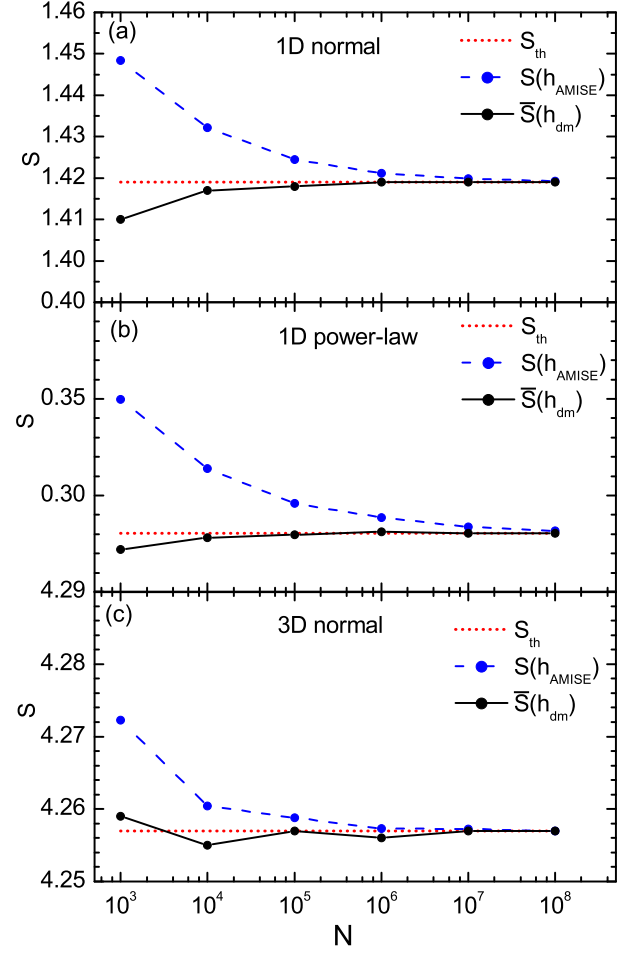 1.46
(a)
1D normal
S_th
S(h_AMISE)
S̅(h_dm)
1.45
1.44
1.43
1.42
1.41
0.40
S
(b)
1D power-law
S_th
S(h_AMISE)
S̅(h_dm)
0.35
0.30
4.29
S
(c)
3D normal
S_th
S(h_AMISE)
S̅(h_dm)
4.28
4.27
4.26
4.25
S
10^3 10^4 10^5 10^6 10^7 10^8
N